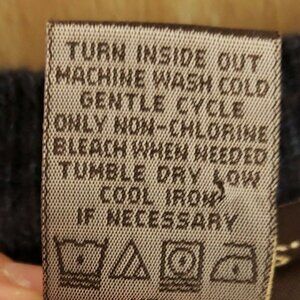 TURN INSIDE OUT
MACHINE WASH COLD
GENTLE CYCLE
ONLY NON-CHLORINE
BLEACH WHEN NEEDED
TUMBLE DRY LOW
COOL IRON
IF NECESSARY